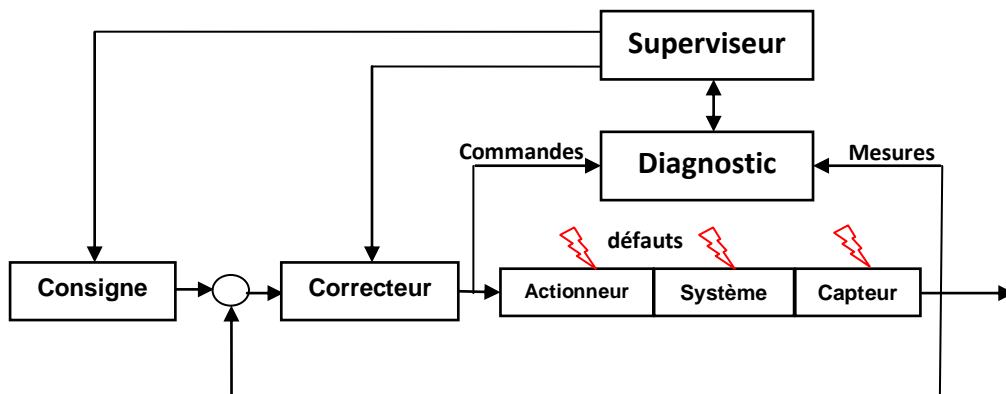 Superviseur
Commandes
Diagnostic
Mesures
défauts
Consigne
Correcteur
Actionneur
Système
Capteur